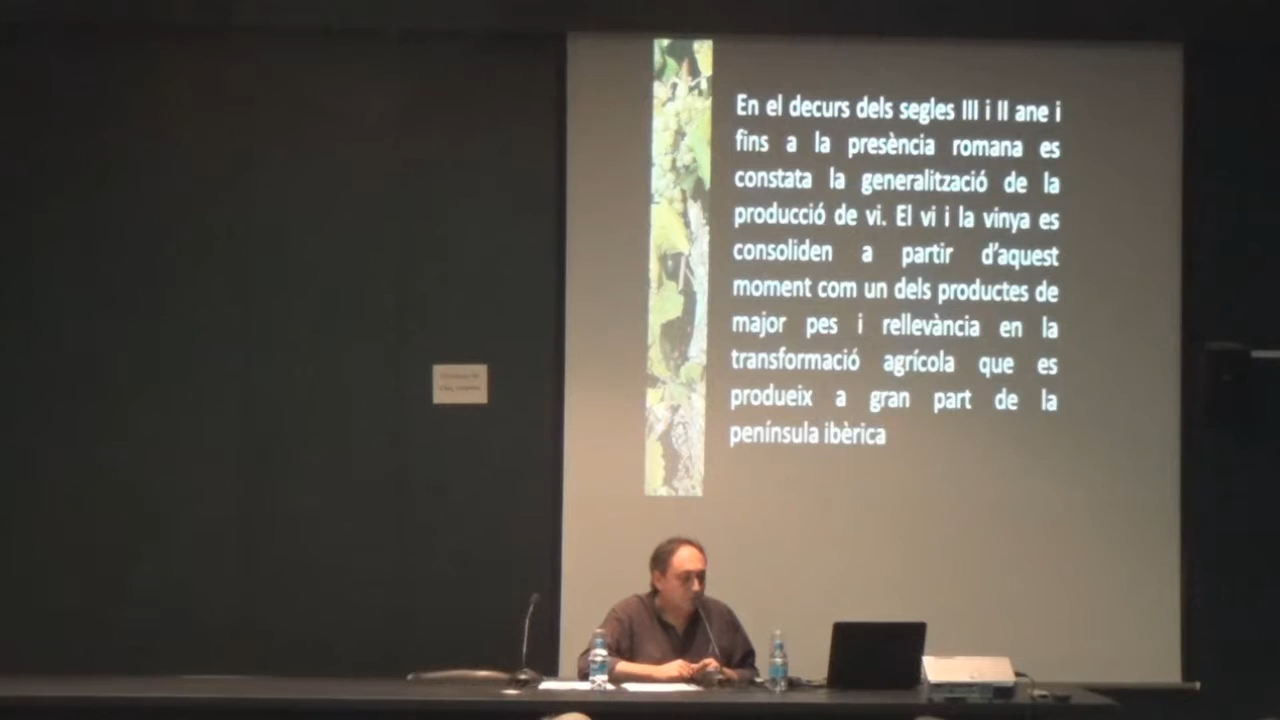 En el decurs dels segles III i II ane i
fins a la presència romana es
constata la generalització de la
producció de vi. El vi i la vinya es
consoliden a partir d'aquest
moment com un dels productes de
major pes i rellevància en la
transformació agrícola que es
produeix a gran part de la
península ibèrica